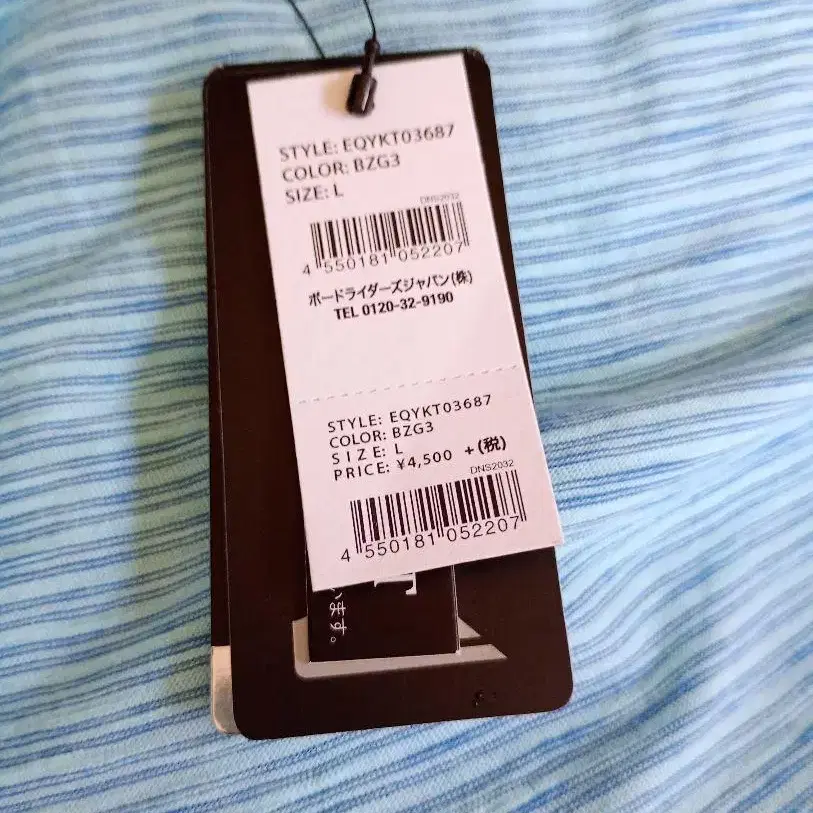 STYLE: EQYKT03687
COLOR: BZG3
SIZE: L
DNS2032
4 550181 052207
ボードライダーズジャパン(株)
TEL 0120-32-9190
STYLE: EQYKT03687
COLOR: BZG3
SIZE: L
PRICE: ¥4,500 +(税)
DNS2032
4 550181 052207
います。